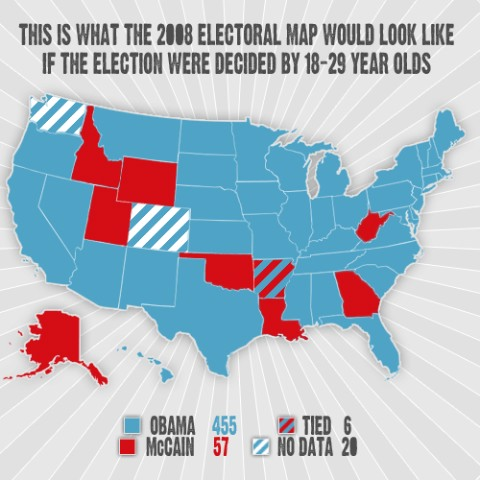 THIS IS WHAT THE 2008 ELECTORAL MAP WOULD LOOK LIKE
IF THE ELECTION WERE DECIDED BY 18-29 YEAR OLDS
OBAMA 455 TIED 6
McCAIN 57 NO DATA 20